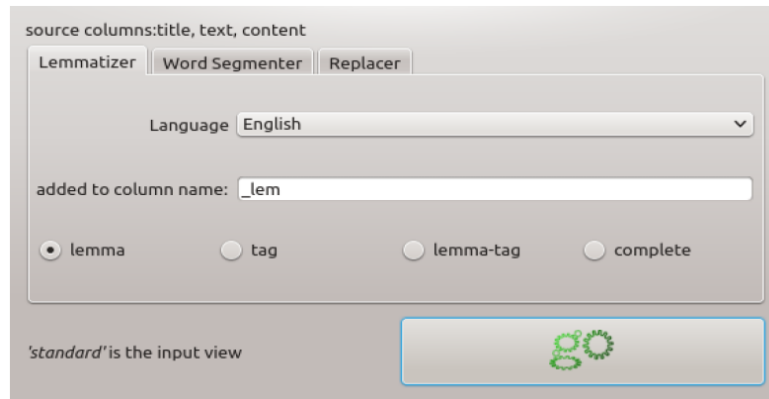 source columns:title, text, content
Lemmatizer Word Segmenter Replacer
Language English
added to column name: _lem
lemma tag lemma-tag complete
'standard' is the input view
go